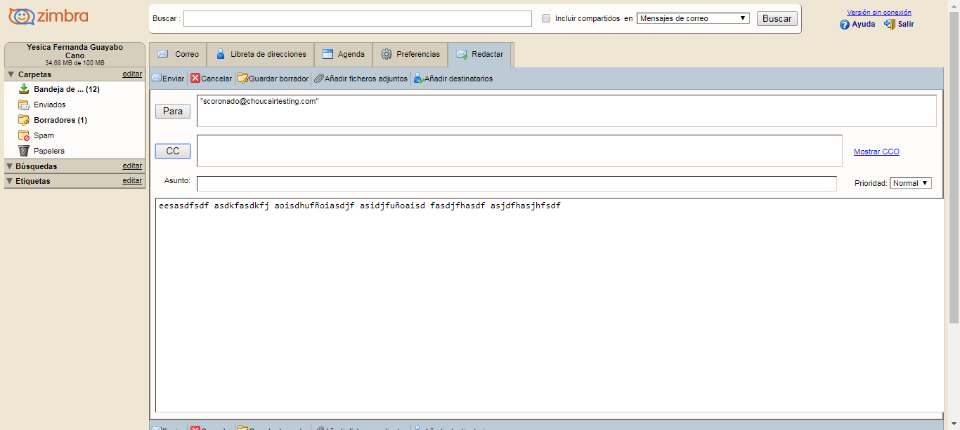 zimbra
Buscar :
Incluir compartidos en
Mensajes de correo
Buscar
Versión sin conexión
Ayuda
Salir
Yesica Fernanda Guayabo
Cano
34.68 MB de 100 MB
Carpetas editar
Bandeja de ... (12)
Enviados
Borradores (1)
Spam
Papelera
Búsquedas editar
Etiquetas editar
Correo
Libreta de direcciones
Agenda
Preferencias
Redactar
Enviar
Cancelar
Guardar borrador
Añadir ficheros adjuntos
Añadir destinatarios
Para
"scoronado@choucairtesting.com"
CC
Mostrar CCO
Asunto:
Prioridad: Normal
eesasdfsdf asdkfasdkfj aoisdhufñoiasdjf asidjfuñoaisd fasdjfhasdf asjdfhasjhfsdf